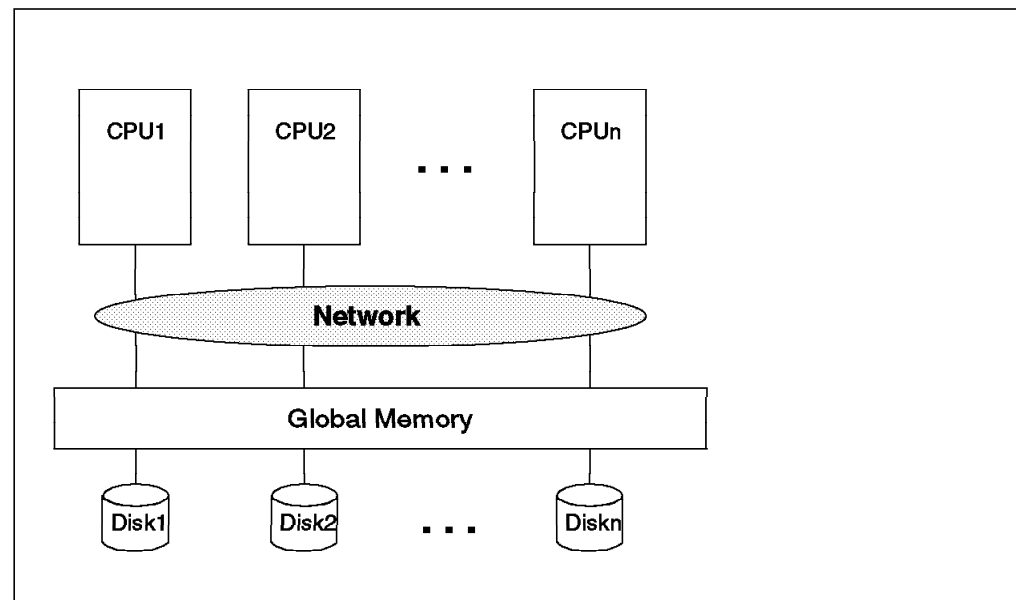 CPU1 CPU2 ... CPUn
Network
Global Memory
Disk1 Disk2 ... Diskn